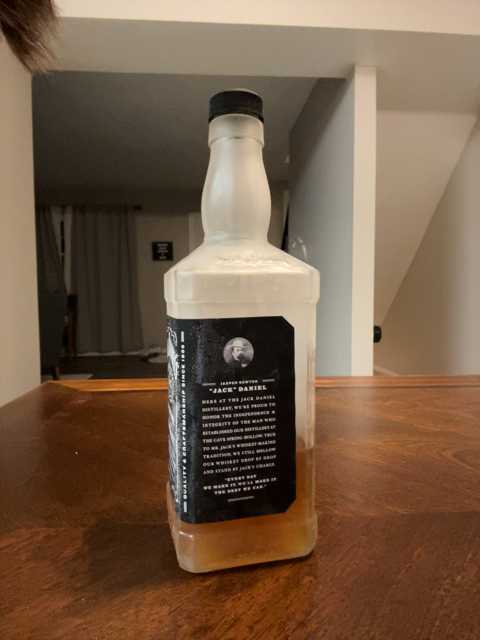 JASPER NEWTON
"JACK" DANIEL
HERE AT THE JACK DANIEL
DISTILLERY, WE'RE PROUD TO
HONOR THE INDEPENDENCE &
INTEGRITY OF THE MAN WHO
ESTABLISHED OUR DISTILLERY AT
THE CAVE SPRING HOLLOW. TRUE
TO MR. JACK'S WHISKEY-MAKING
TRADITION, WE STILL MELLOW
OUR WHISKEY DROP BY DROP
AND STAND BY JACK'S CHARGE.
"EVERY DAY
WE MAKE IT, WE'LL MAKE IT
THE BEST WE CAN."
QUALITY & CRAFTSMANSHIP SINCE 1866